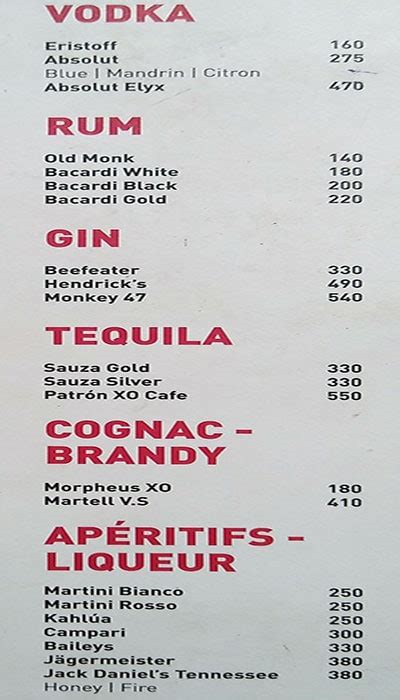 VODKA
Eristoff 160
Absolut 275
Blue | Mandrin | Citron
Absolut Elyx 470
RUM
Old Monk 140
Bacardi White 180
Bacardi Black 200
Bacardi Gold 220
GIN
Beefeater 330
Hendrick's 490
Monkey 47 540
TEQUILA
Sauza Gold 330
Sauza Silver 330
Patrón XO Cafe 550
COGNAC -
BRANDY
Morpheus XO 180
Martell V.S 410
APÉRITIFS -
LIQUEUR
Martini Bianco 250
Martini Rosso 250
Kahlúa 250
Campari 300
Baileys 330
Jägermeister 380
Jack Daniel's Tennessee 380
Honey | Fire